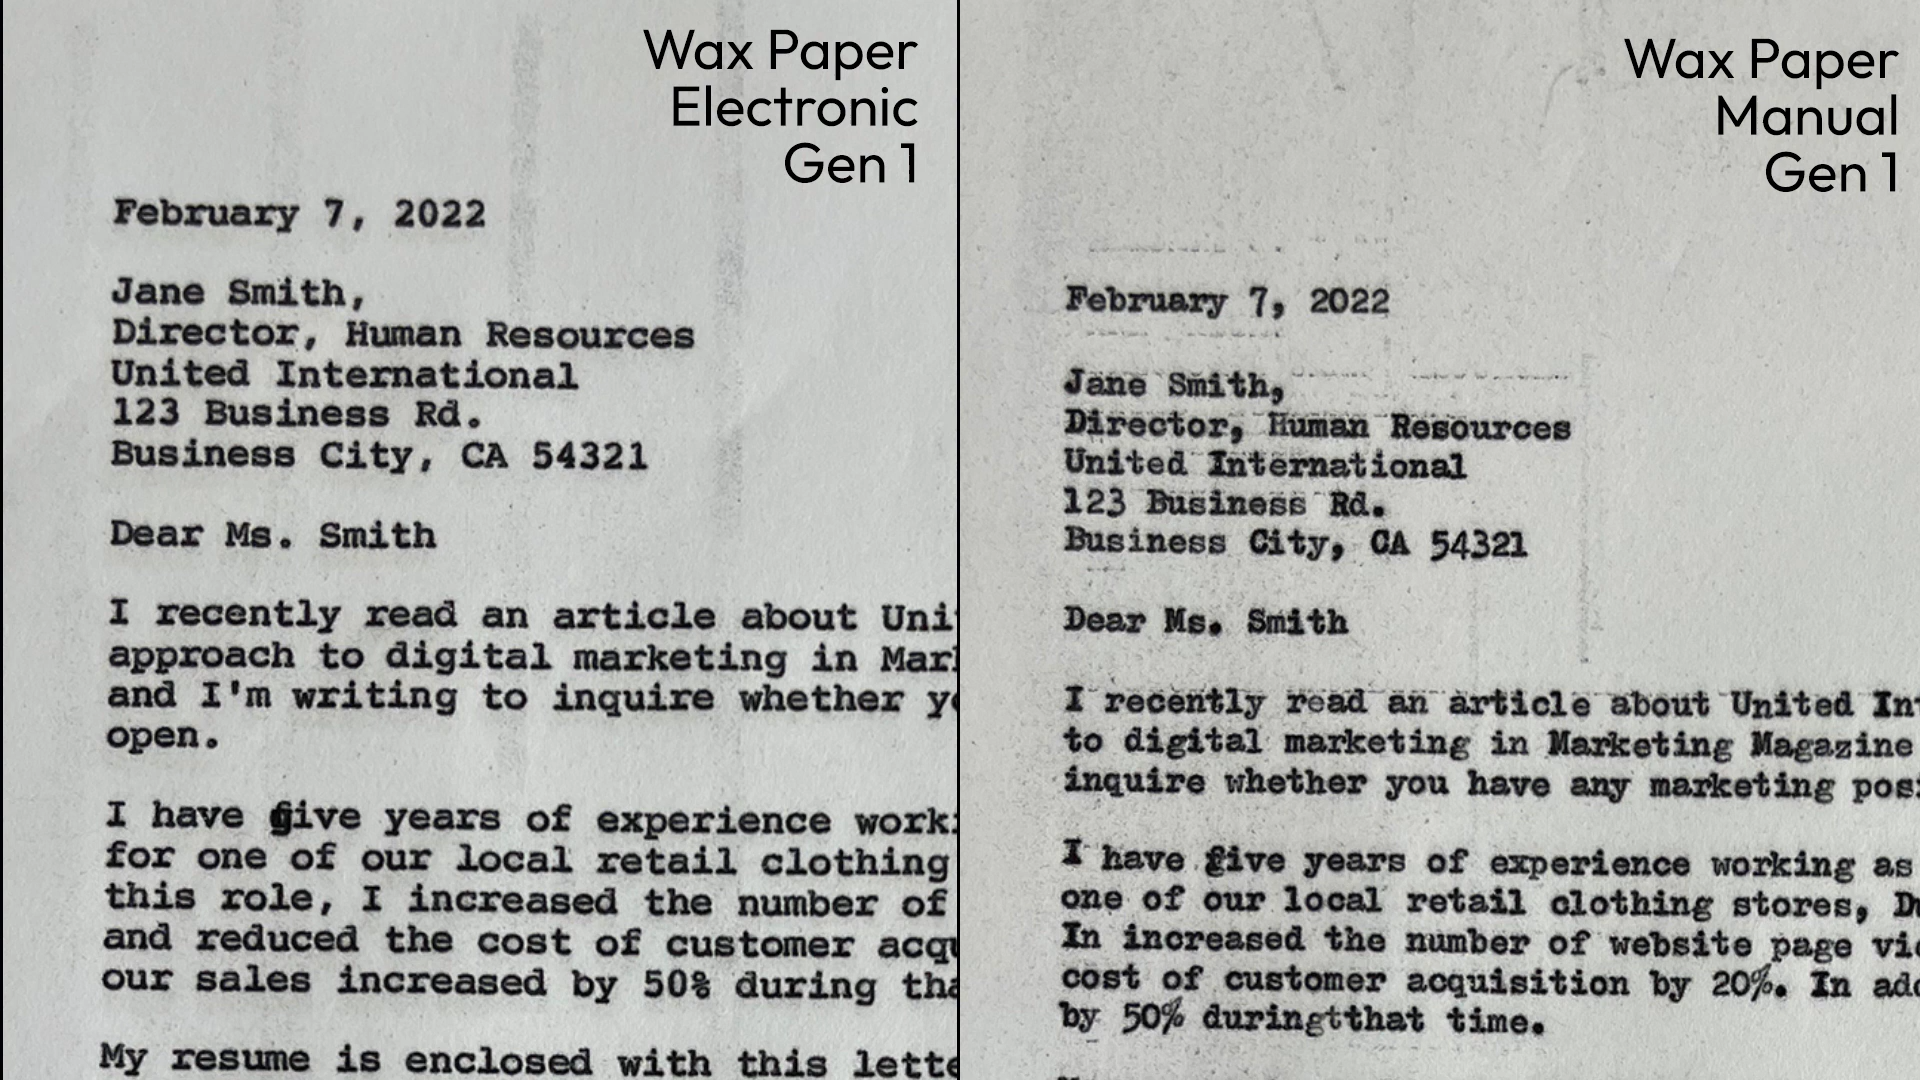 Wax Paper
Electronic
Gen 1
February 7, 2022
Jane Smith,
Director, Human Resources
United International
123 Business Rd.
Business City, CA 54321
Dear Ms. Smith
I recently read an article about Uni
approach to digital marketing in Mar
and I'm writing to inquire whether y
open.
I have five years of experience work
for one of our local retail clothing
this role, I increased the number of
and reduced the cost of customer acq
our sales increased by 50% during tha
My resume is enclosed with this lette
Wax Paper
Manual
Gen 1
February 7, 2022
Jane Smith,
Director, Human Resources
United International
123 Business Rd.
Business City, CA 54321
Dear Ms. Smith
I recently read an article about United Int
to digital marketing in Marketing Magazine
inquire whether you have any marketing pos
I have five years of experience working as
one of our local retail clothing stores, Du
In increased the number of website page vi
cost of customer acquisition by 20%. In add
by 50% duringtthat time.